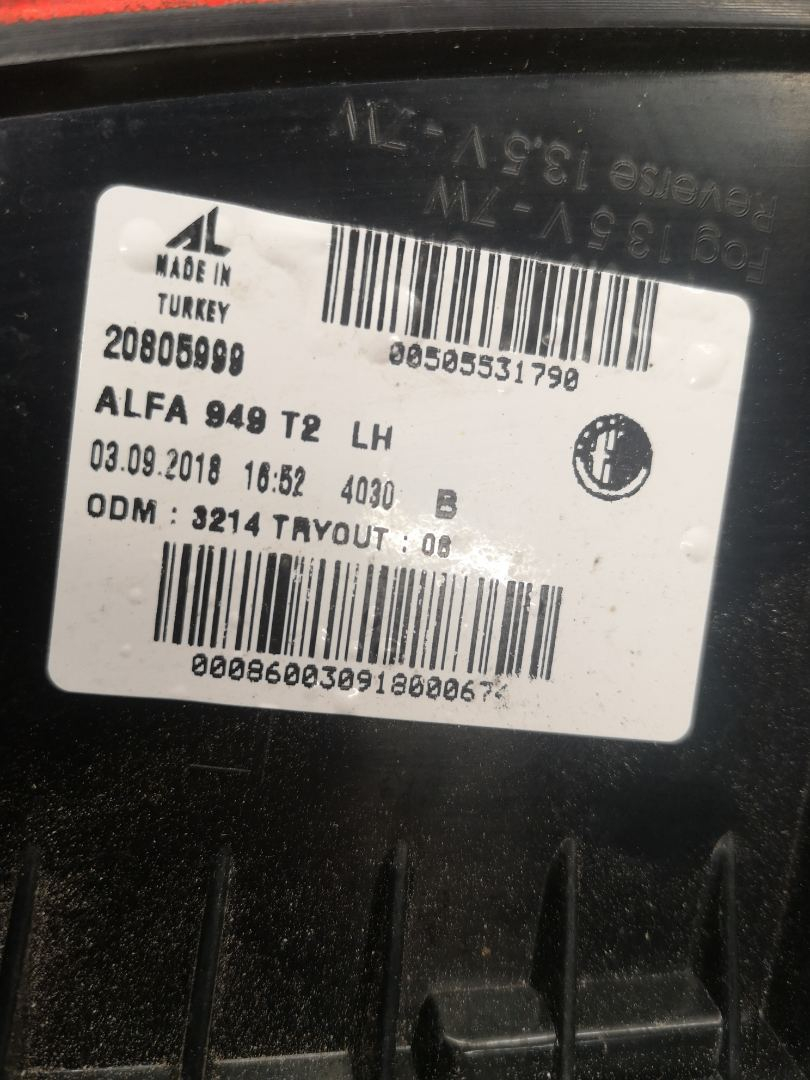 Reverse 13,5 V - 7W
Fog 13,5 V - 7W
AL
MADE IN
TURKEY
20805999
00505531790
ALFA 949 T2 LH
03.09.2018 16:52 4030 B
ODM : 3214 TRYOUT : 08